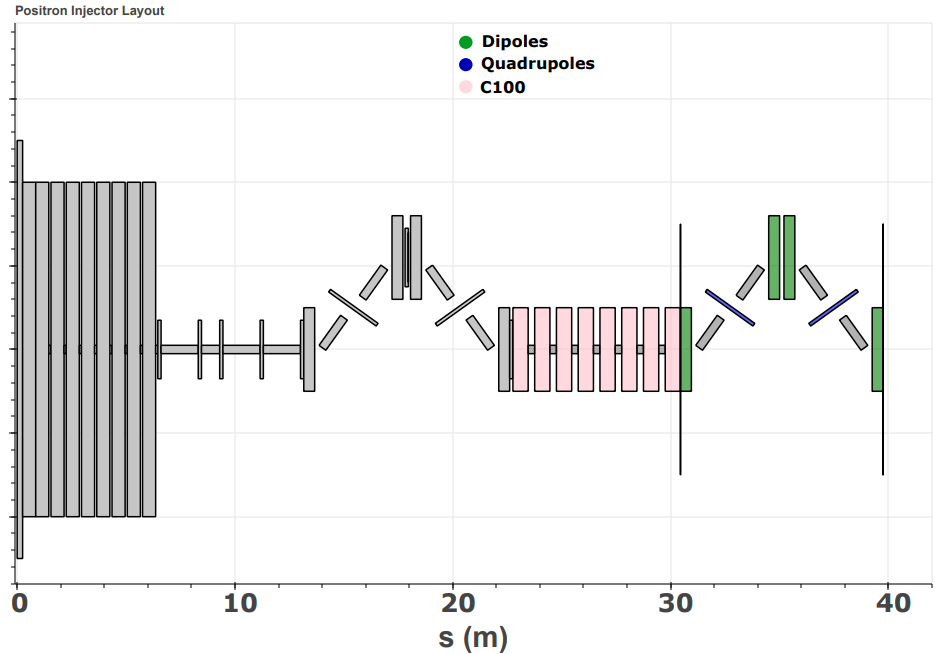 Positron Injector Layout
Dipoles
Quadrupoles
C100
0 10 20 30 40
s (m)